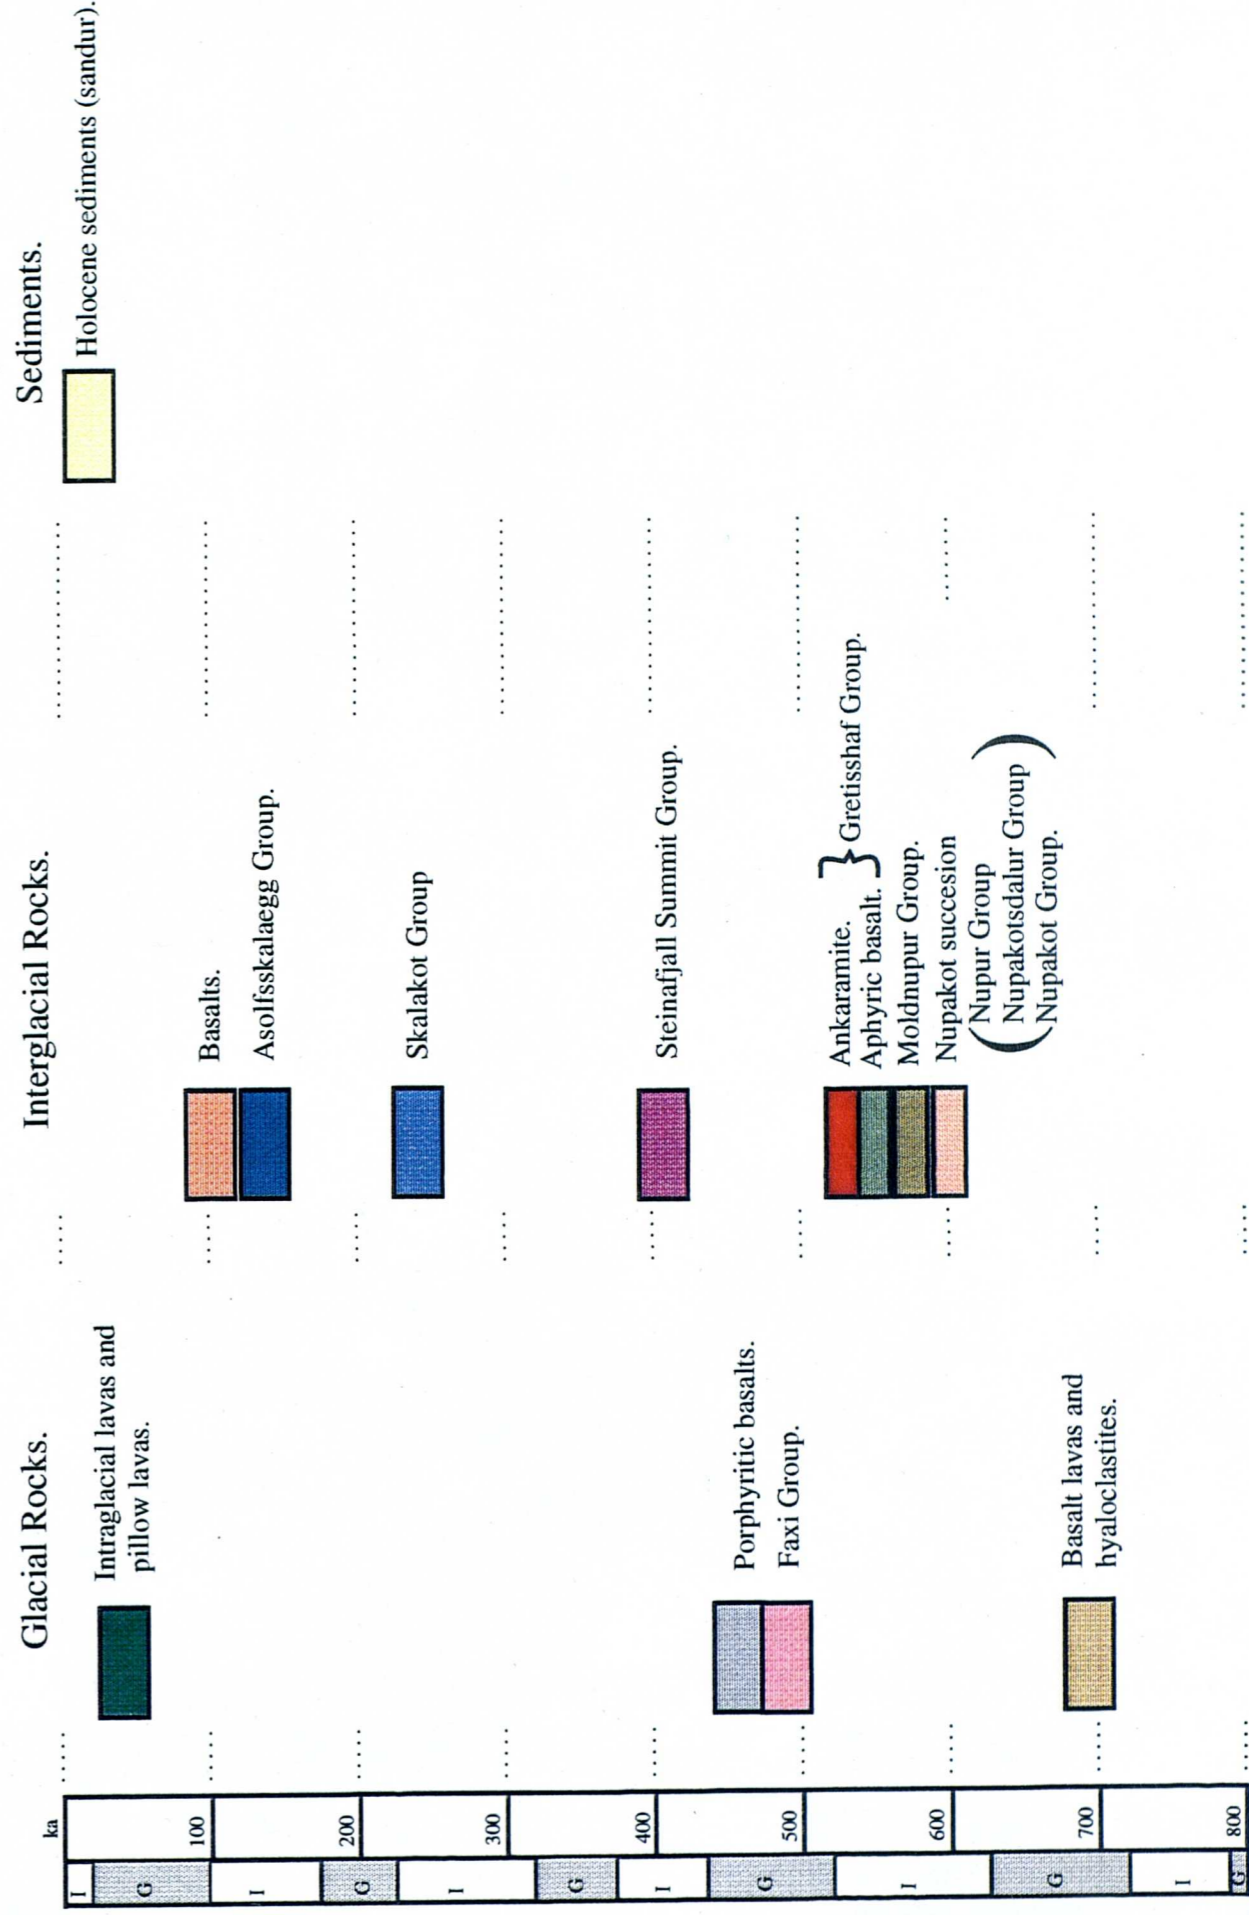 Glacial Rocks.
Interglacial Rocks.
Sediments.
ka
I
G
I
G
I
G
I
G
I
G
I
G
100
200
300
400
500
600
700
800
Intraglacial lavas and
pillow lavas.
Porphyritic basalts.
Faxi Group.
Basalt lavas and
hyaloclastites.
Basalts.
Asolfsskalaegg Group.
Skalakot Group
Steinafjall Summit Group.
Ankaramite.
Aphyric basalt.
} Gretisshaf Group.
Moldnupur Group.
Nupakot succesion
(Nupur Group
Nupakotsdalur Group
Nupakot Group.)
Holocene sediments (sandur).